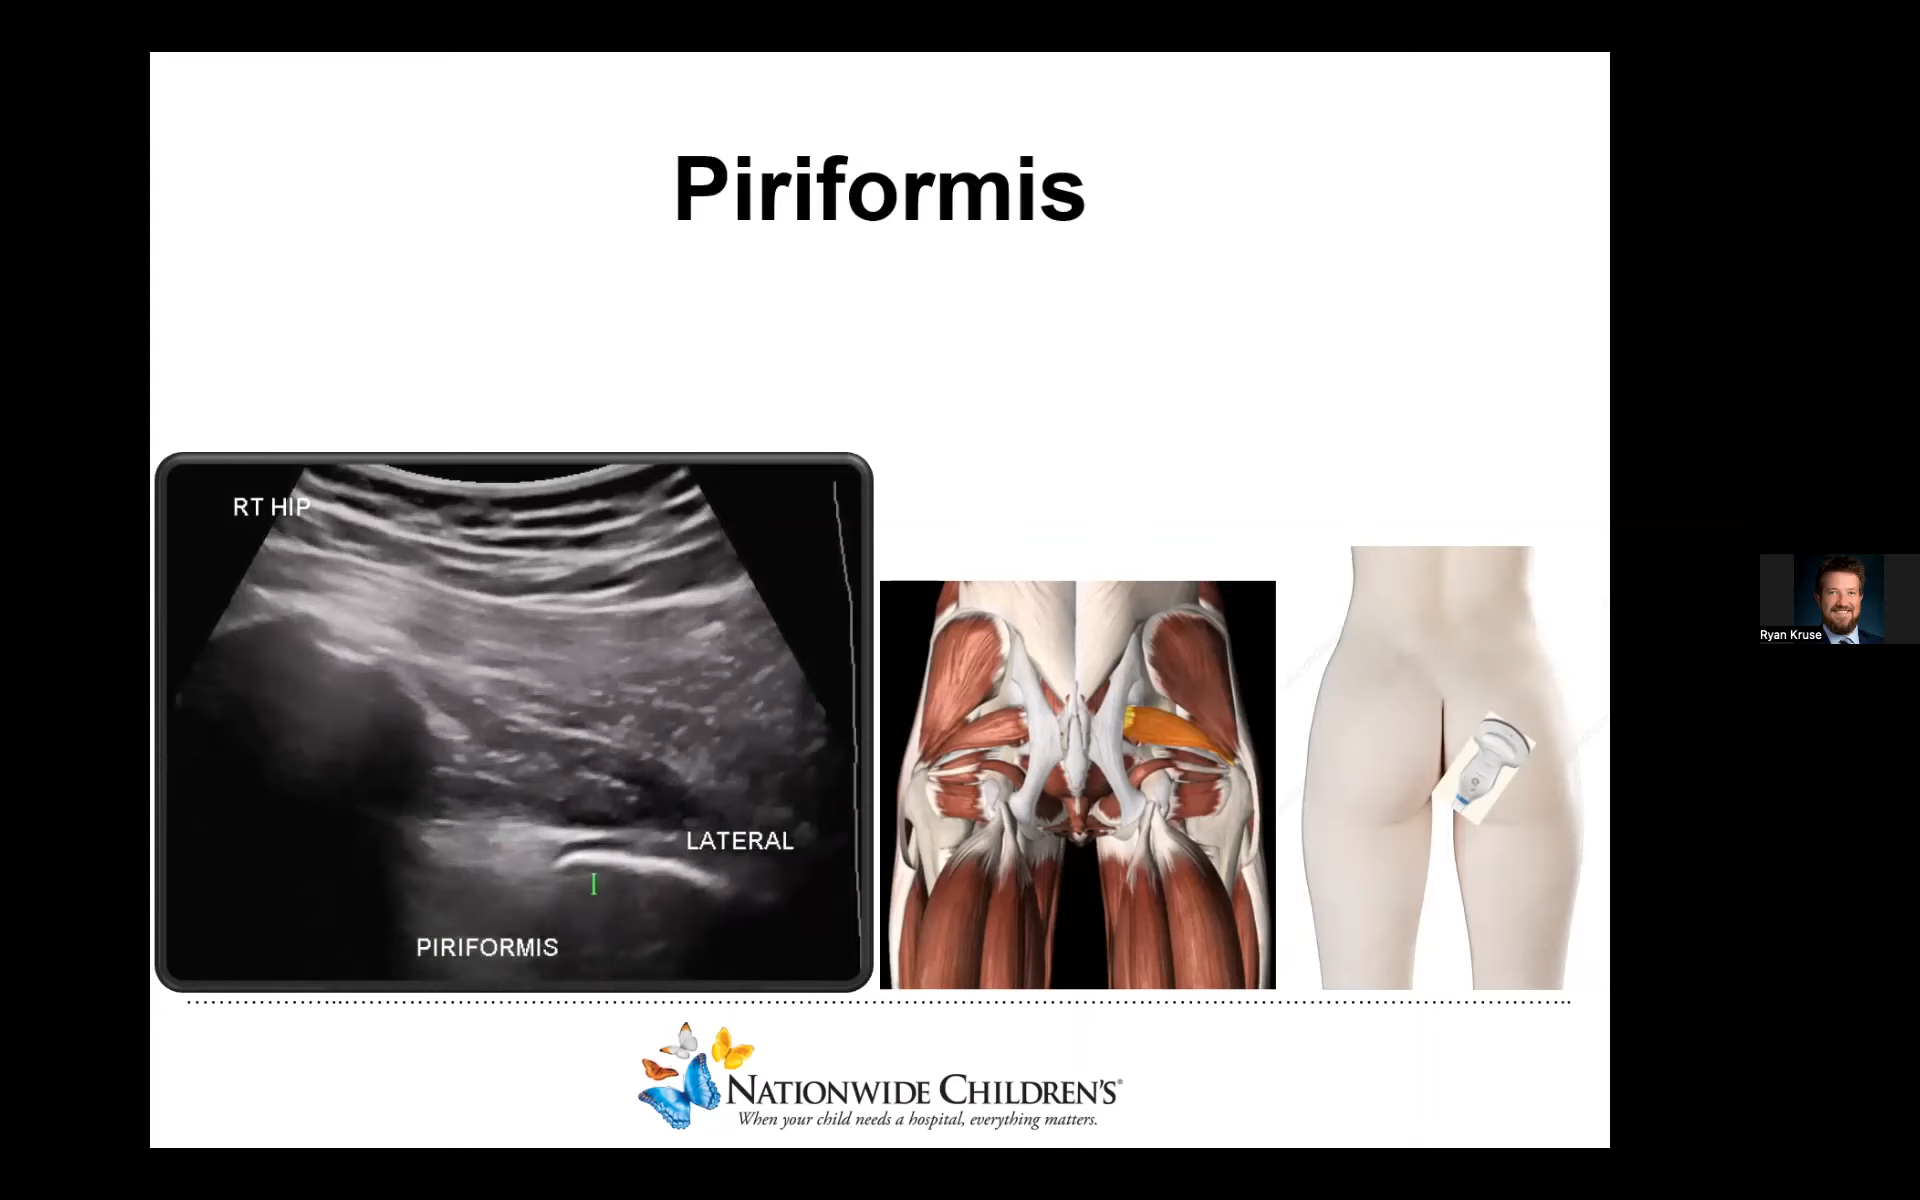 Piriformis
RT HIP
LATERAL
PIRIFORMIS
Ryan Kruse
NATIONWIDE CHILDREN'S®
When your child needs a hospital, everything matters.